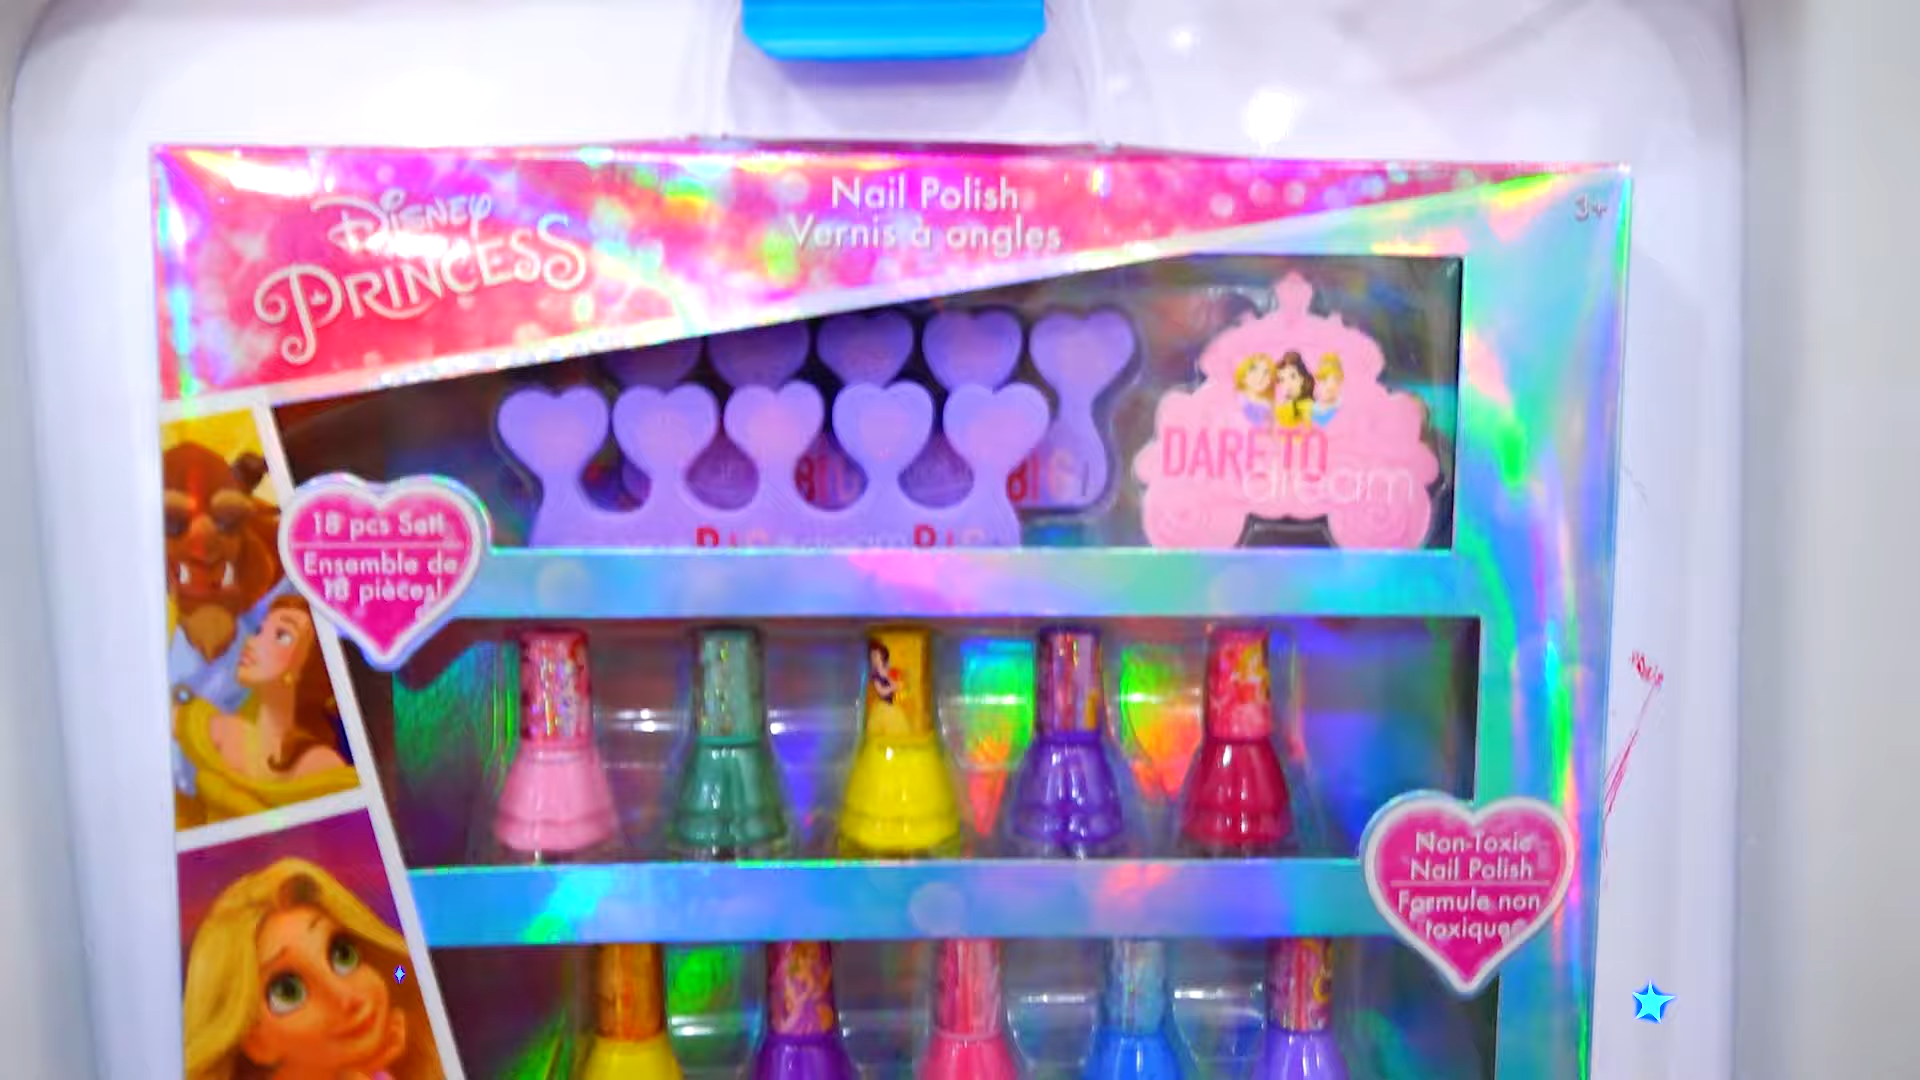 Disney
PRINCESS
Nail Polish
Vernis à ongles
3+
DARE TO
dream
BIG
18 pcs Set!
Ensemble de
18 pièces!
Non-Toxic
Nail Polish
Formule non
toxique